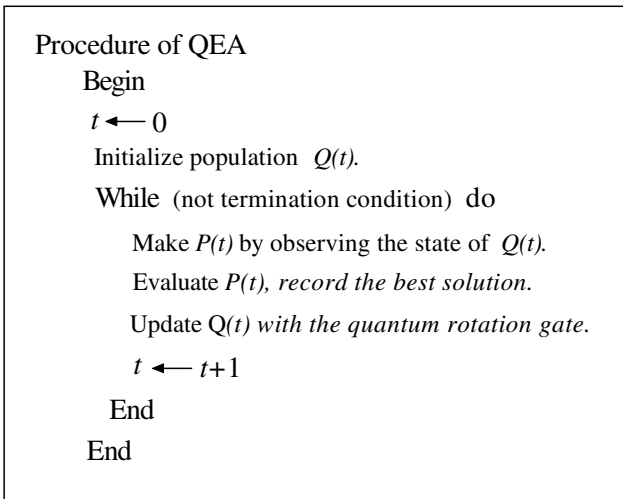 Procedure of QEA
Begin
t ← 0
Initialize population Q(t).
While (not termination condition) do
Make P(t) by observing the state of Q(t).
Evaluate P(t), record the best solution.
Update Q(t) with the quantum rotation gate.
t ← t+1
End
End